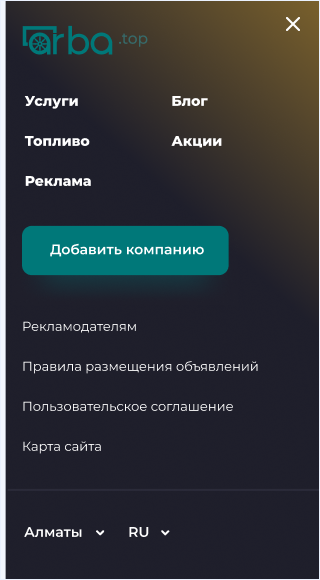 arba .top
Услуги Блог
Топливо Акции
Реклама
Добавить компанию
Рекламодателям
Правила размещения объявлений
Пользовательское соглашение
Карта сайта
Алматы RU